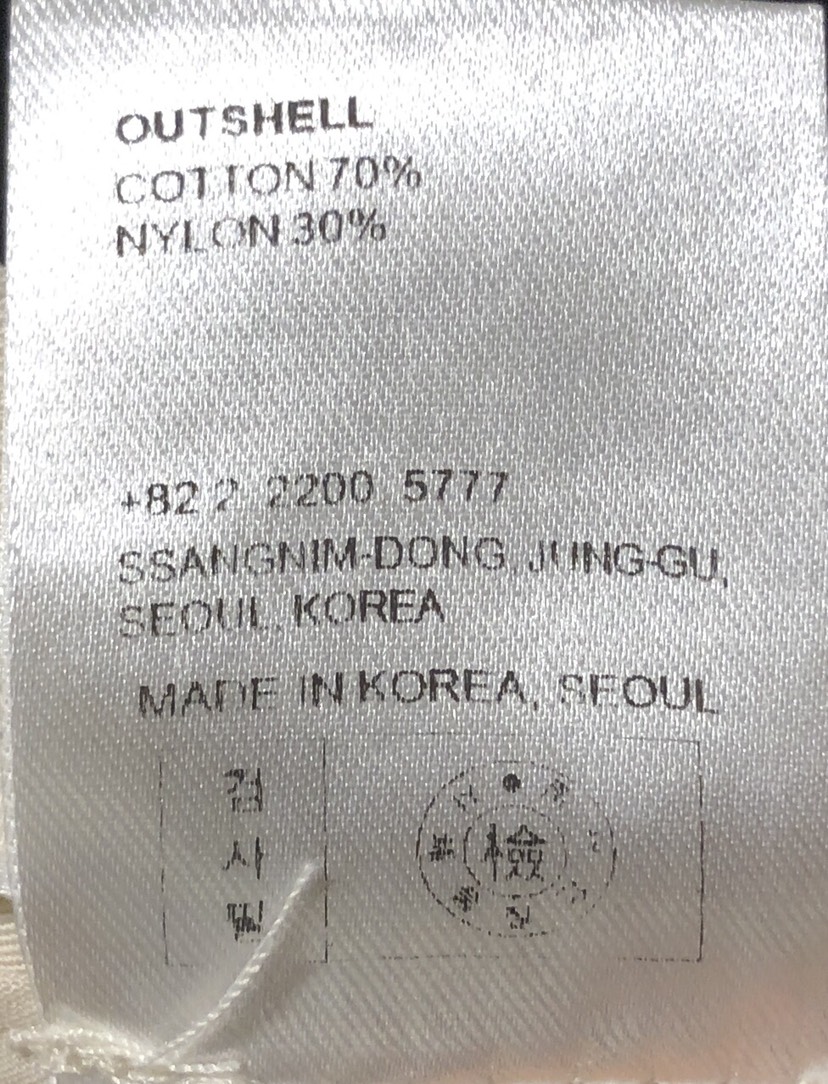 OUTSHELL
COTTON 70%
NYLON 30%
+82 2 2200 5777
SSANGNIM-DONG, JUNG-GU,
SEOUL, KOREA
MADE IN KOREA, SEOUL
검
사
필
檢